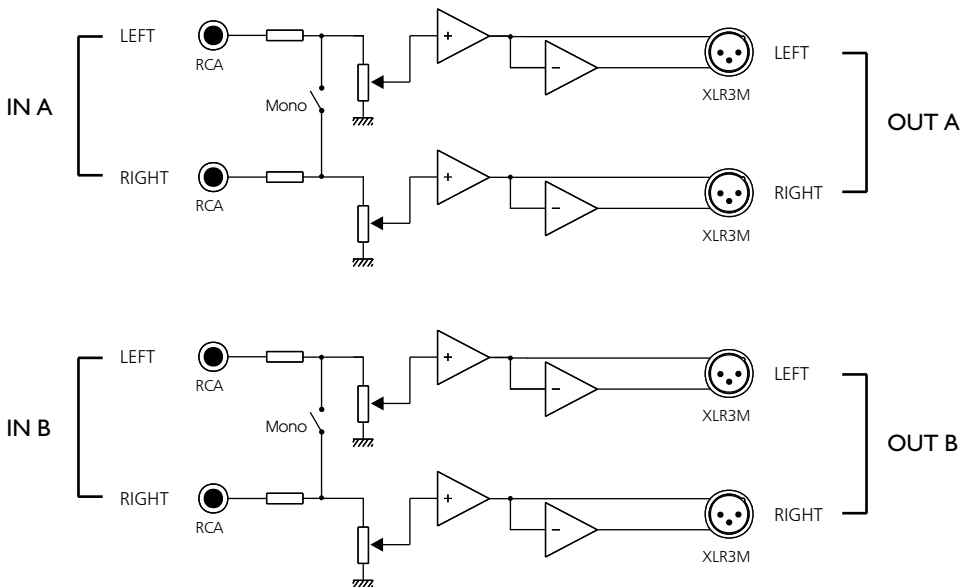 LEFT
RCA
+
−
LEFT
XLR3M
IN A
Mono
OUT A
RIGHT
RCA
+
−
RIGHT
XLR3M
LEFT
RCA
+
−
LEFT
XLR3M
IN B
Mono
OUT B
RIGHT
RCA
+
−
RIGHT
XLR3M